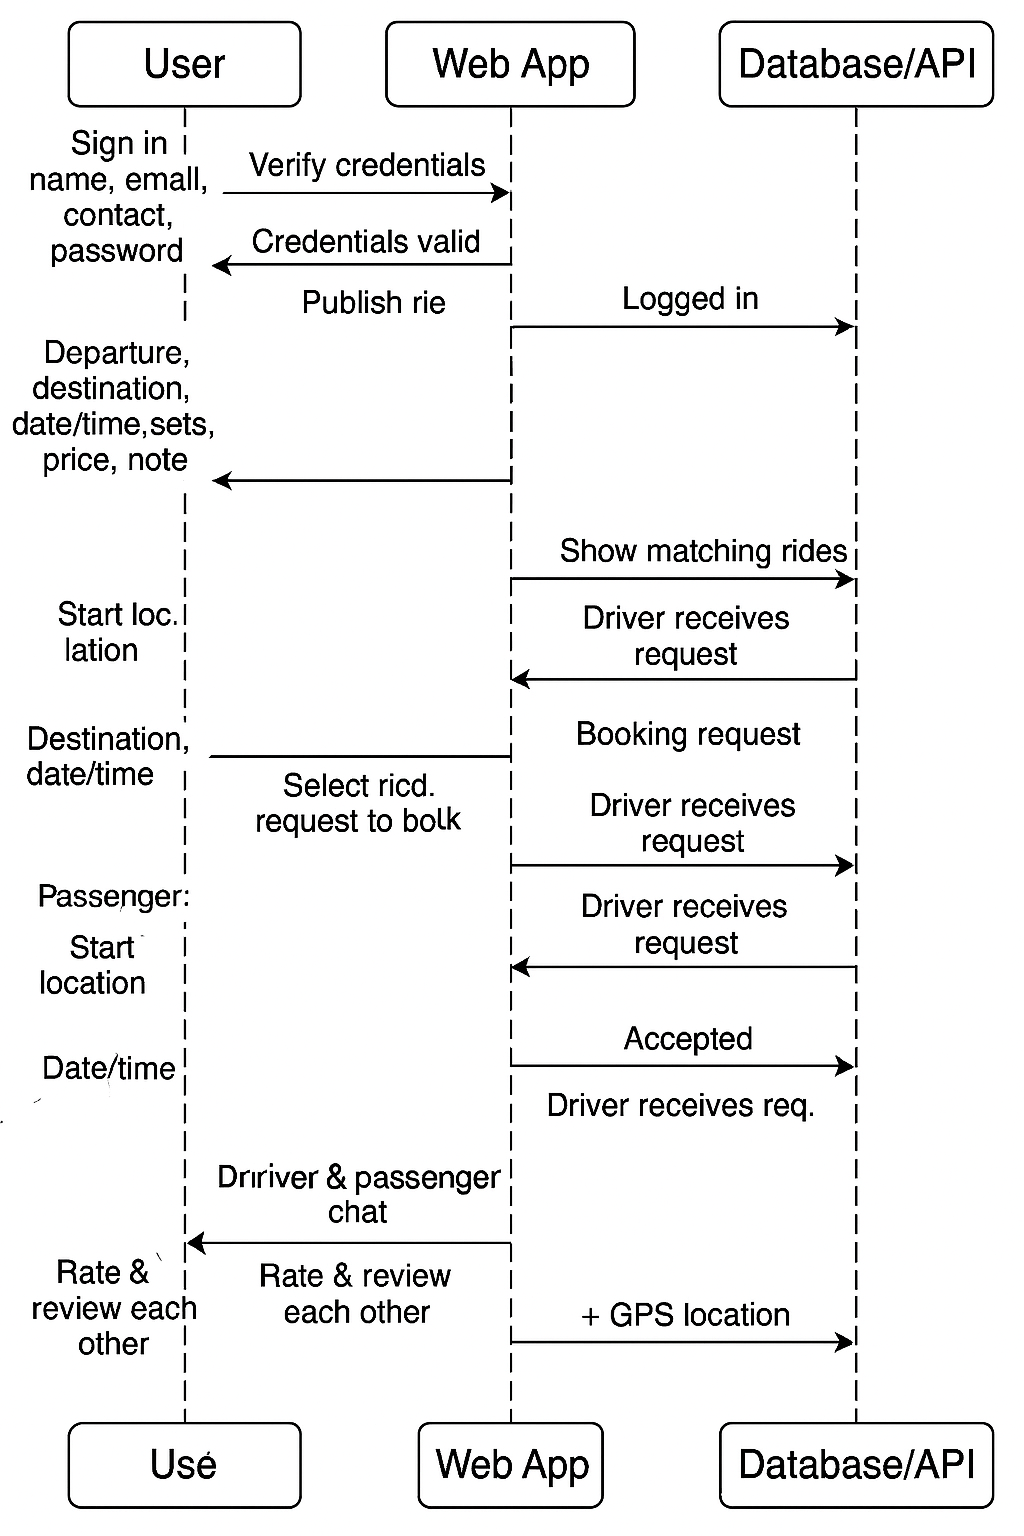 User
Web App
Database/API
Sign in
name, emall,
contact,
password
Verify credentials
Credentials valid
Publish rie
Logged in
Departure,
destination,
date/time,sets,
price, note
Show matching rides
Start loc.
lation
Driver receives
request
Destination,
date/time
Booking request
Select ricd.
request to bolk
Driver receives
request
Passenger:
Start
location
Driver receives
request
Accepted
Date/time
Driver receives req.
Dririver & passenger
chat
Rate &
review each
other
Rate & review
each other
+ GPS location
Usé
Web App
Database/API